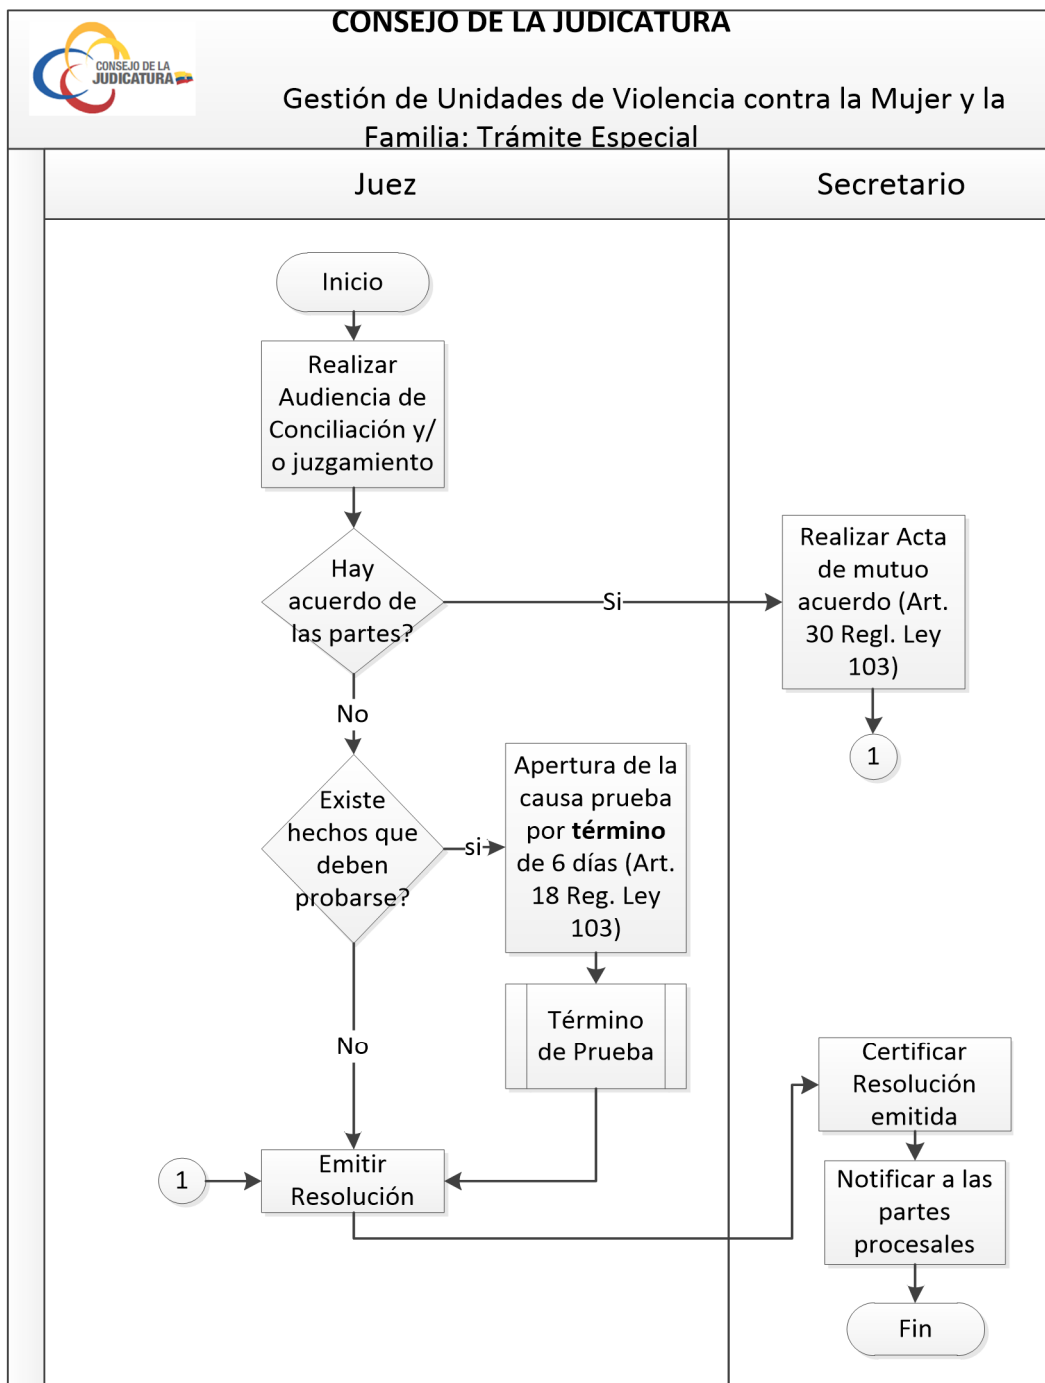 CONSEJO DE LA JUDICATURA
CONSEJO DE LA
JUDICATURA
Gestión de Unidades de Violencia contra la Mujer y la
Familia: Trámite Especial
Juez
Secretario
Inicio
Realizar
Audiencia de
Conciliación y/
o juzgamiento
Hay
acuerdo de
las partes?
Si
Realizar Acta
de mutuo
acuerdo (Art.
30 Regl. Ley
103)
1
No
Existe
hechos que
deben
probarse?
si
Apertura de la
causa prueba
por término
de 6 días (Art.
18 Reg. Ley
103)
Término
de Prueba
No
1
Emitir
Resolución
Certificar
Resolución
emitida
Notificar a las
partes
procesales
Fin